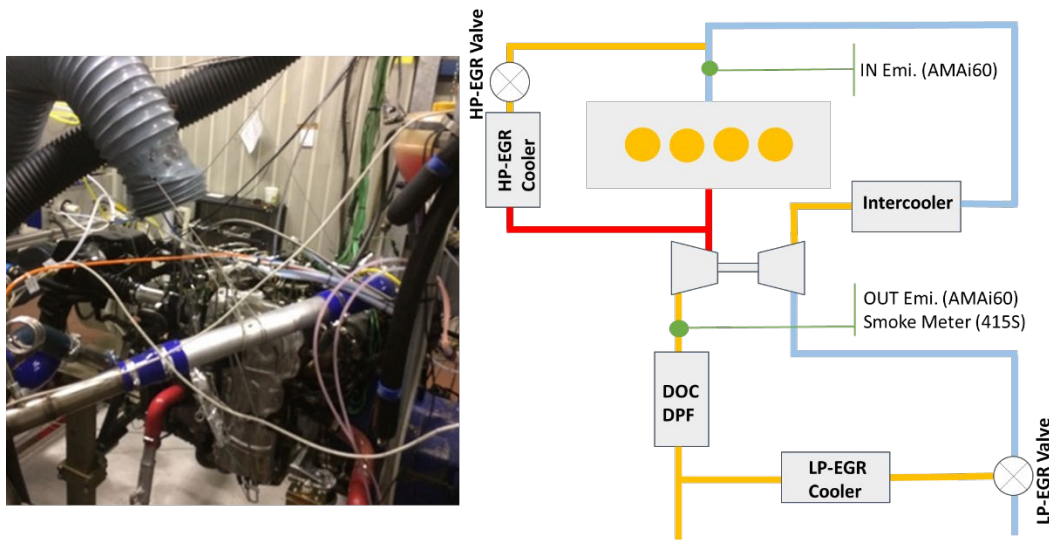 HP-EGR Valve
IN Emi. (AMAi60)
HP-EGR
Cooler
Intercooler
OUT Emi. (AMAi60)
Smoke Meter (415S)
DOC
DPF
LP-EGR
Cooler
LP-EGR Valve